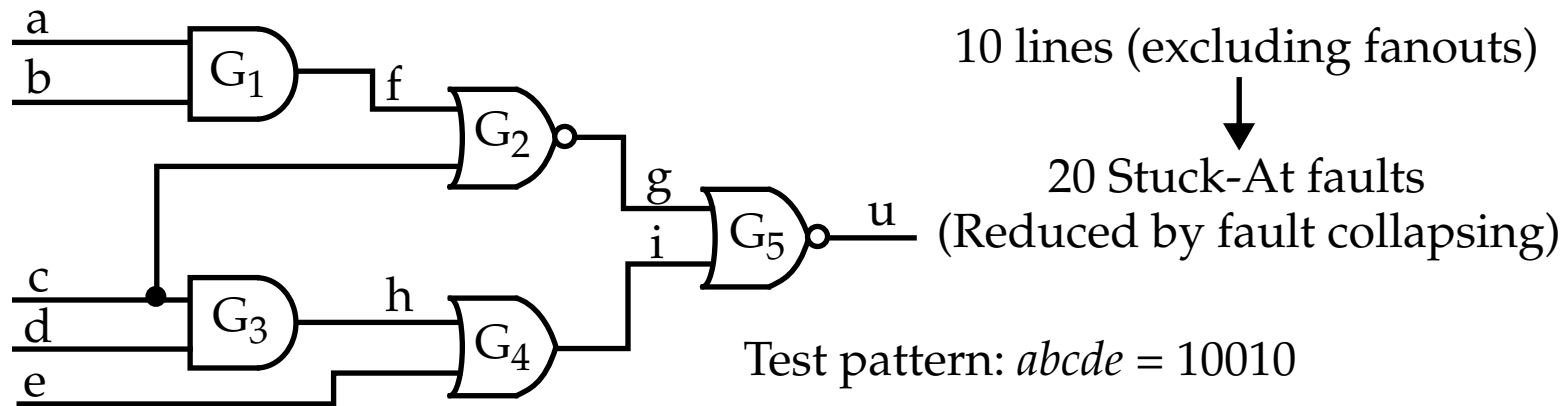 a
b
G1
f
G2
g
i
G5
u
c
d
e
G3
h
G4
10 lines (excluding fanouts)
20 Stuck-At faults
(Reduced by fault collapsing)
Test pattern: abcde = 10010